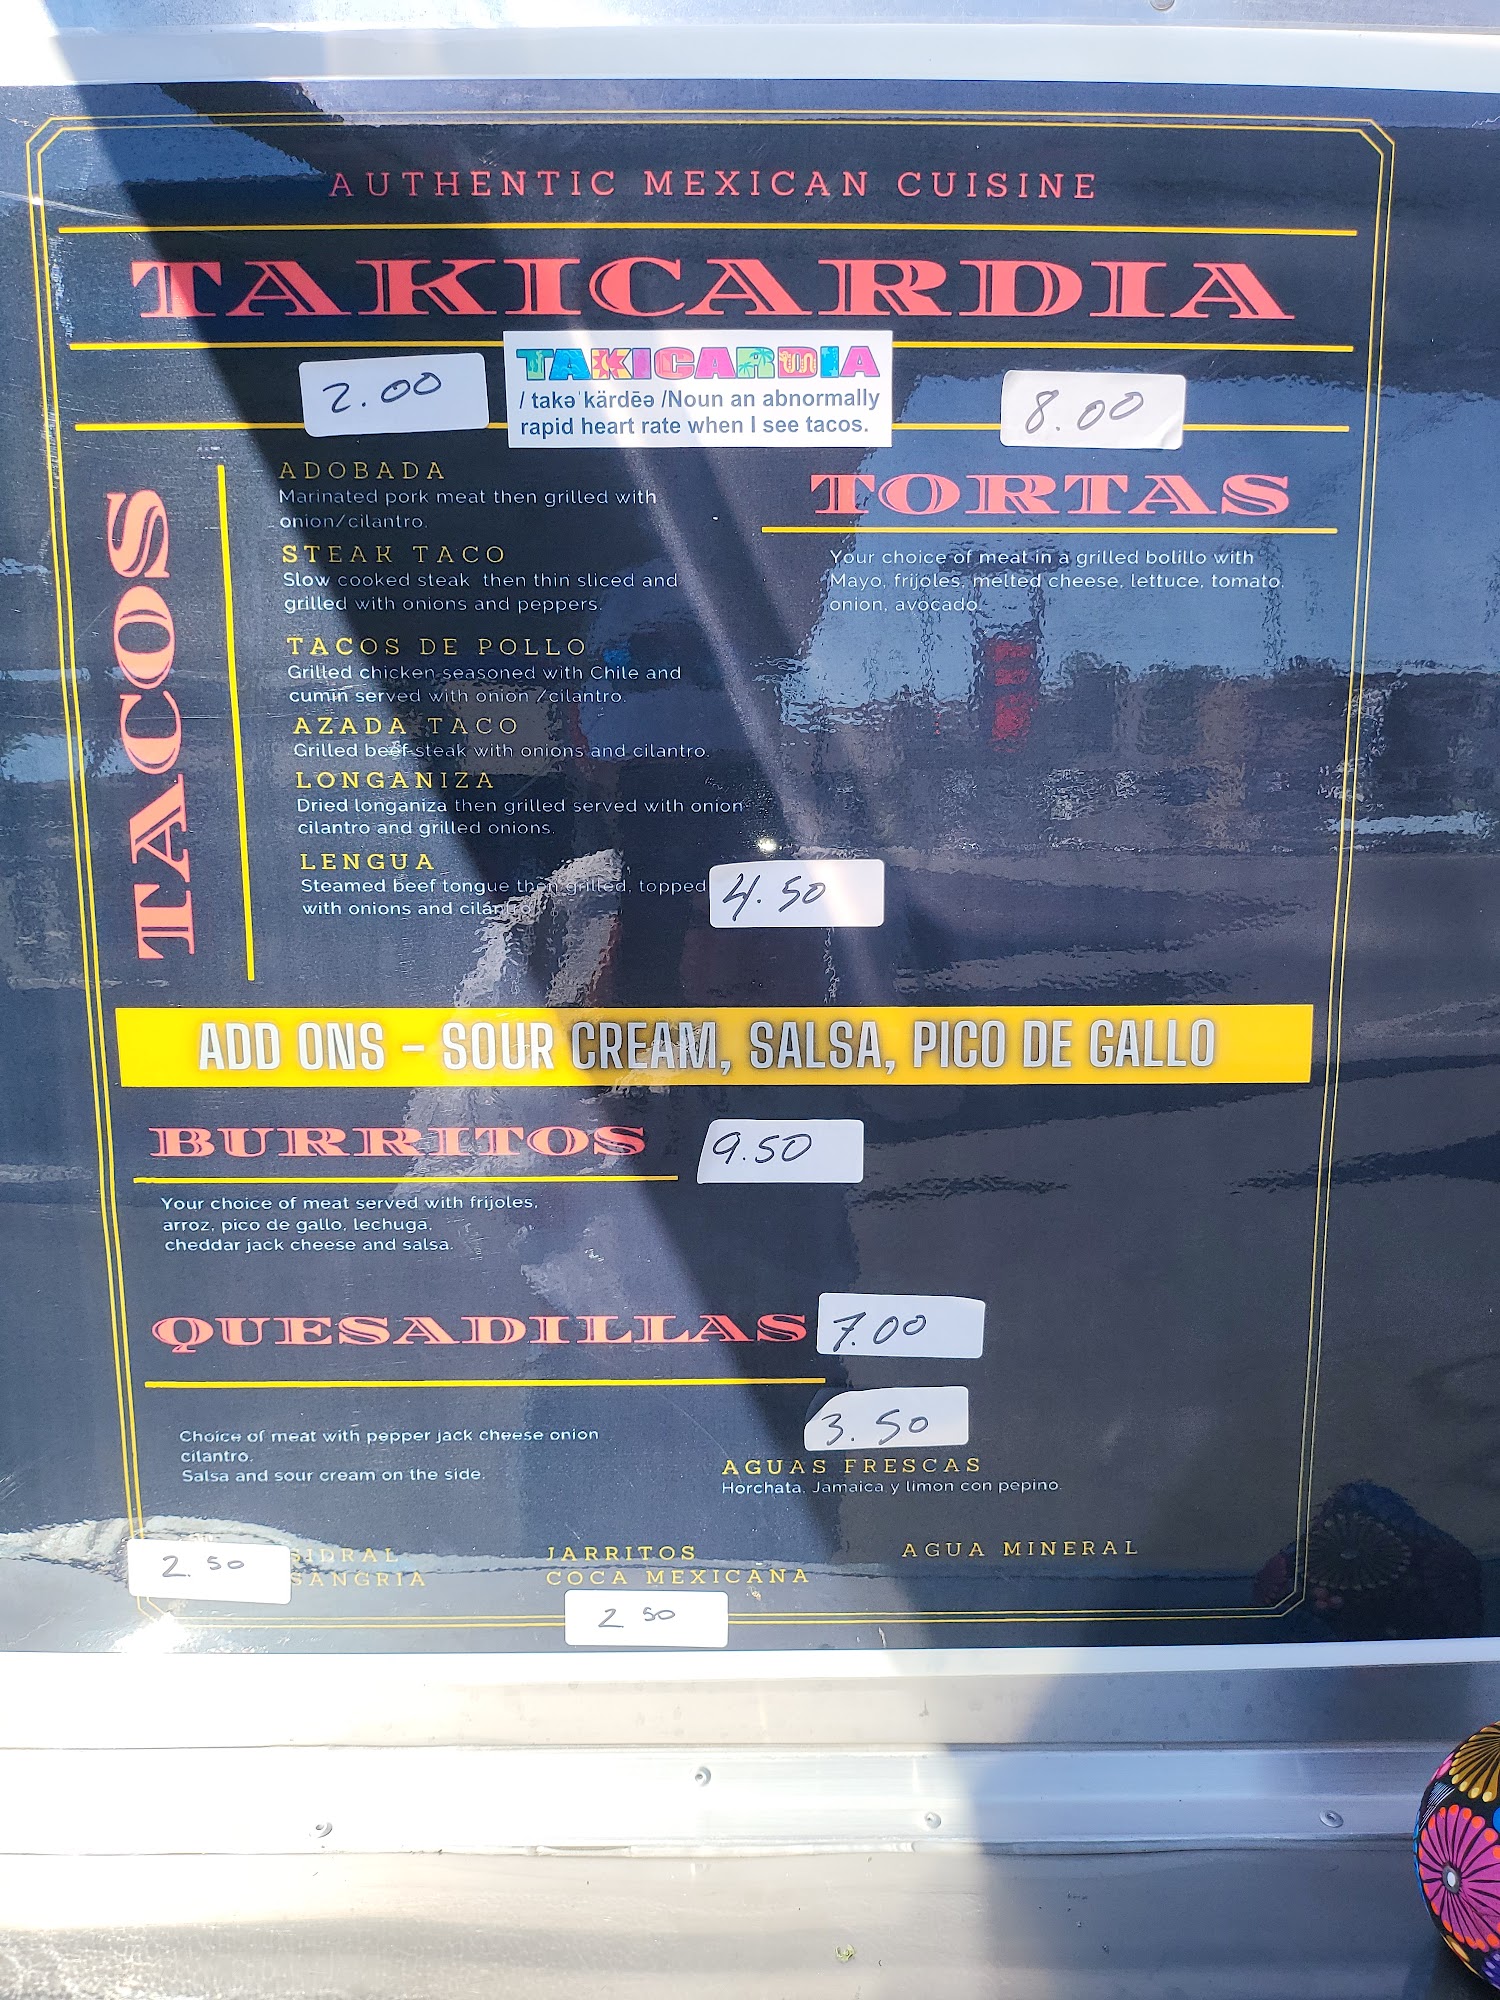 AUTHENTIC MEXICAN CUISINE
TAKICARDIA
2.00
TAKICARDIA
/ takə ˈkärdēə /Noun an abnormally
rapid heart rate when I see tacos.
8.00
TACOS
ADOBADA
Marinated pork meat then grilled with
onion/cilantro.
STEAK TACO
Slow cooked steak then thin sliced and
grilled with onions and peppers.
TACOS DE POLLO
Grilled chicken seasoned with Chile and
cumin served with onion /cilantro.
AZADA TACO
Grilled beef steak with onions and cilantro.
LONGANIZA
Dried longaniza then grilled served with onion
cilantro and grilled onions.
LENGUA
Steamed beef tongue then grilled, topped
with onions and cilantro
4.50
TORTAS
Your choice of meat in a grilled bolillo with
Mayo, frijoles, melted cheese, lettuce, tomato,
onion, avocado
ADD ONS - SOUR CREAM, SALSA, PICO DE GALLO
BURRITOS
9.50
Your choice of meat served with frijoles,
arroz, pico de gallo, lechuga,
cheddar jack cheese and salsa.
QUESADILLAS
7.00
Choice of meat with pepper jack cheese onion
cilantro.
Salsa and sour cream on the side.
3.50
AGUAS FRESCAS
Horchata, Jamaica y limon con pepino.
2.50
SIDRAL
SANGRIA
JARRITOS
COCA MEXICANA
2 50
AGUA MINERAL